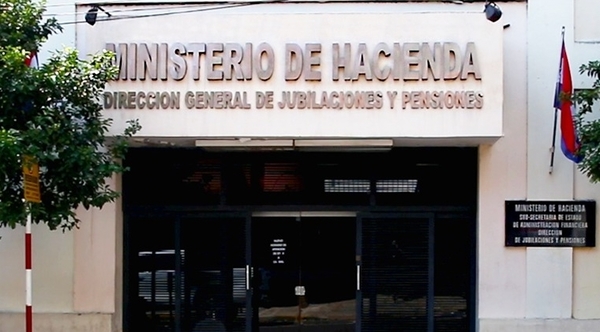 MINISTERIO DE HACIENDA
DIRECCION GENERAL DE JUBILACIONES Y PENSIONES
MINISTERIO DE HACIENDA
SUB-SECRETARIA DE ESTADO
DE ADMINISTRACIÓN FINANCIERA
DIRECCION
DE JUBILACIONES Y PENSIONES